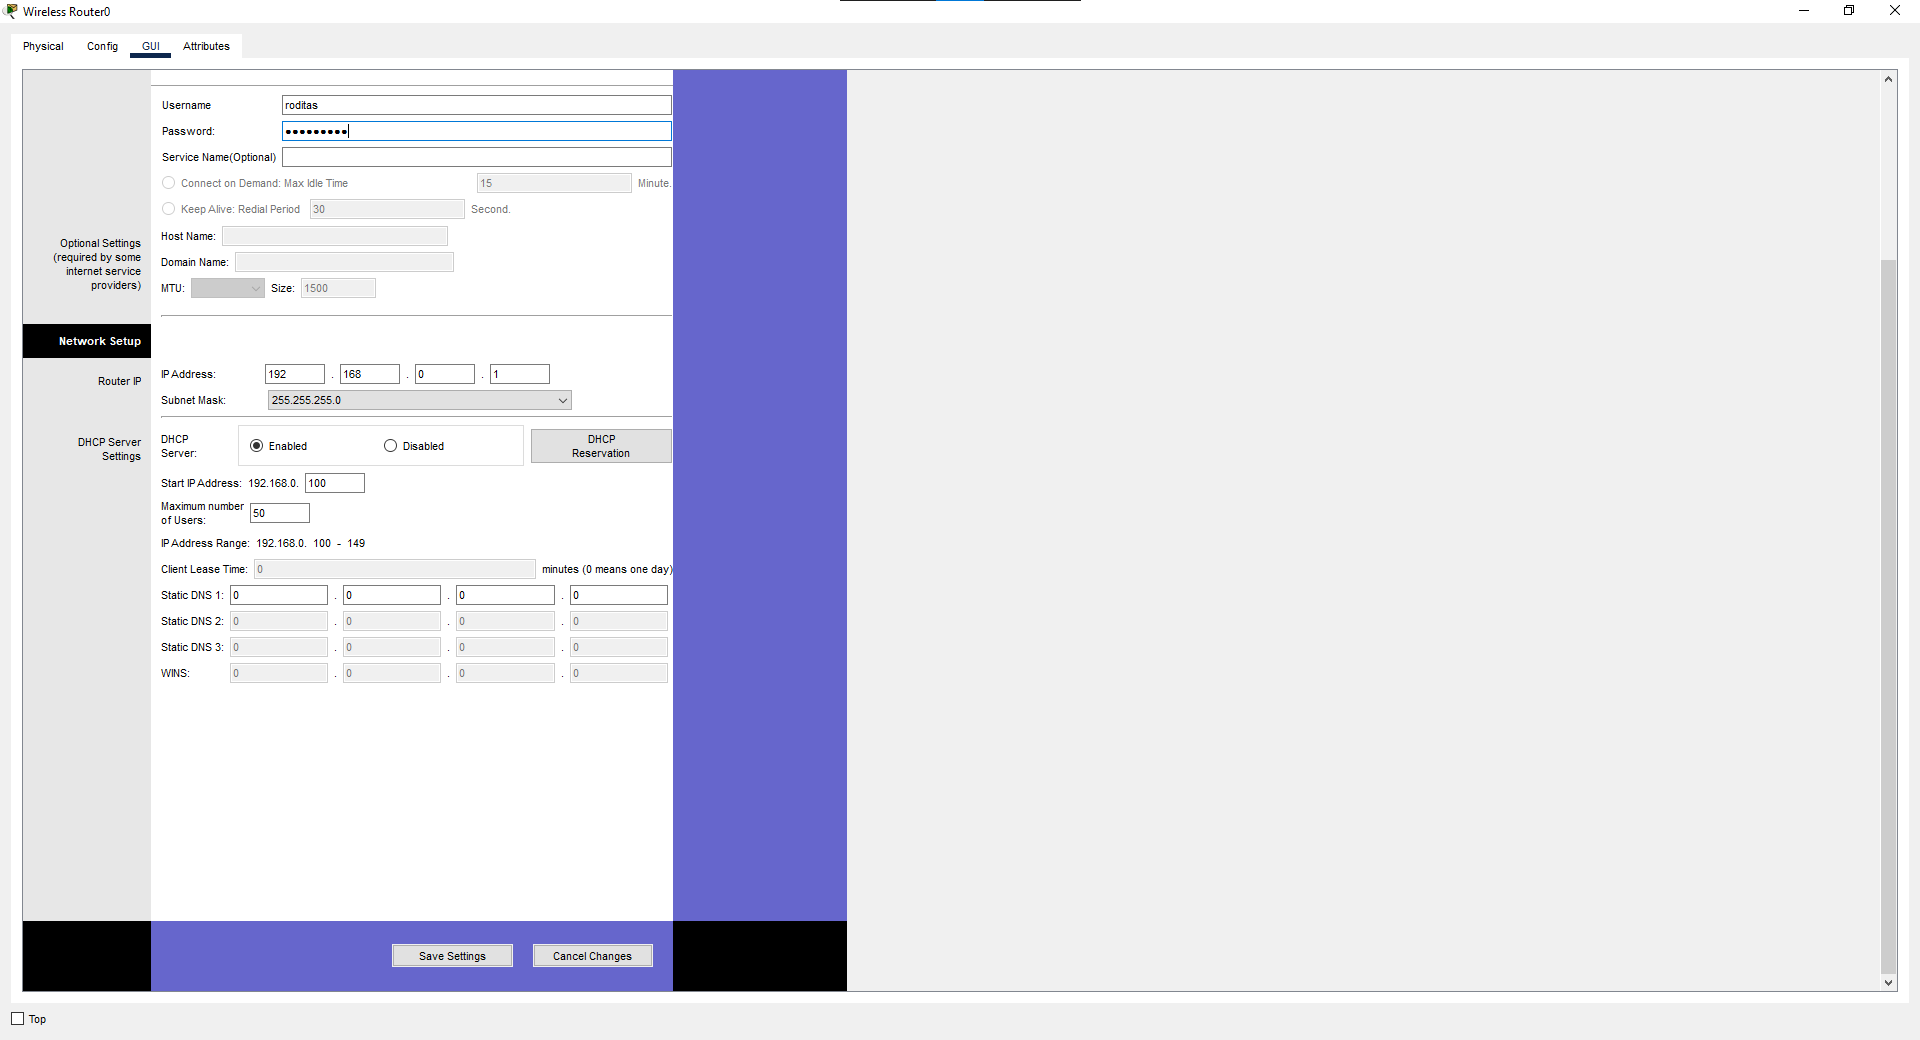 Wireless Router0
Physical Config GUI Attributes
Username roditas
Password: •••••••••
Service Name(Optional)
Connect on Demand: Max Idle Time 15 Minute.
Keep Alive: Redial Period 30 Second.
Optional Settings
(required by some
internet service
providers)
Host Name:
Domain Name:
MTU: Size: 1500
Network Setup
Router IP
IP Address: 192 . 168 . 0 . 1
Subnet Mask: 255.255.255.0
DHCP Server
Settings
DHCP
Server:
Enabled Disabled
DHCP
Reservation
Start IP Address: 192.168.0. 100
Maximum number
of Users:
50
IP Address Range: 192.168.0. 100 - 149
Client Lease Time: 0 minutes (0 means one day)
Static DNS 1: 0 . 0 . 0 . 0
Static DNS 2: 0 . 0 . 0 . 0
Static DNS 3: 0 . 0 . 0 . 0
WINS: 0 . 0 . 0 . 0
Save Settings Cancel Changes
Top